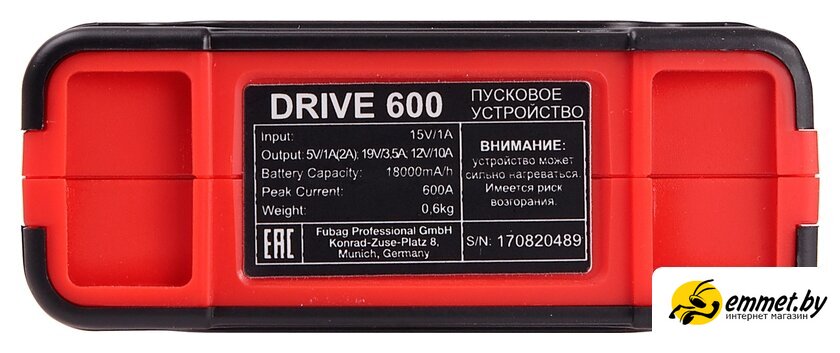 DRIVE 600
ПУСКОВОЕ
УСТРОЙСТВО
Input: 15V/1A
Output: 5V/1A(2A); 19V/3,5A; 12V/10A
Battery Capacity: 18000mA/h
Peak Current: 600A
Weight: 0,6kg
ВНИМАНИЕ:
устройство может
сильно нагреваться.
Имеется риск
возгорания.
EAC
Fubag Professional GmbH
Konrad-Zuse-Platz 8,
Munich, Germany
S/N: 170820489
emmet.by
интернет магазин